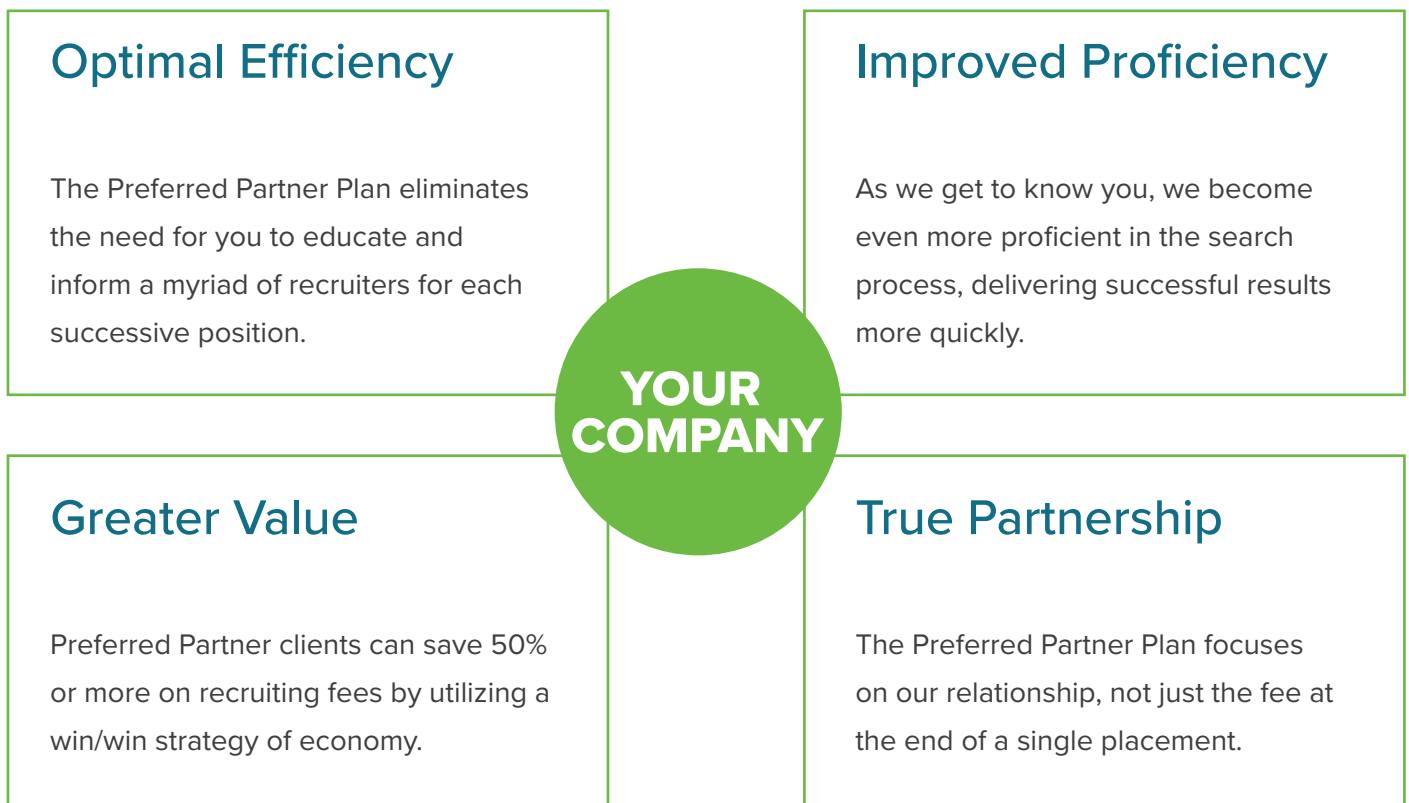 Optimal Efficiency
The Preferred Partner Plan eliminates
the need for you to educate and
inform a myriad of recruiters for each
successive position.
Improved Proficiency
As we get to know you, we become
even more proficient in the search
process, delivering successful results
more quickly.
YOUR
COMPANY
Greater Value
Preferred Partner clients can save 50%
or more on recruiting fees by utilizing a
win/win strategy of economy.
True Partnership
The Preferred Partner Plan focuses
on our relationship, not just the fee at
the end of a single placement.